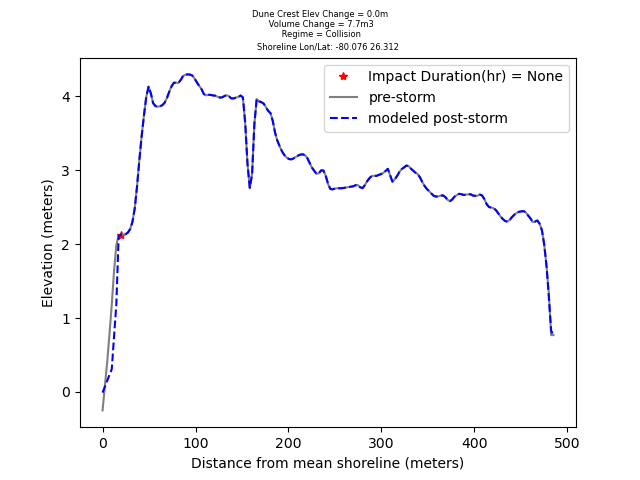 Dune Crest Elev Change = 0.0m
Volume Change = 7.7m3
Regime = Collision
Shoreline Lon/Lat: -80.076 26.312
Impact Duration(hr) = None
pre-storm
modeled post-storm
4
3
2
1
0
Elevation (meters)
0 100 200 300 400 500
Distance from mean shoreline (meters)